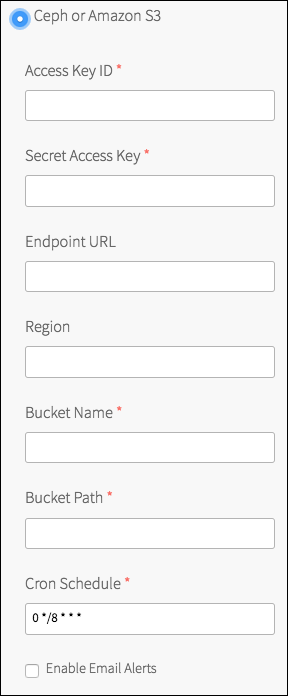 Ceph or Amazon S3
Access Key ID *
Secret Access Key *
Endpoint URL
Region
Bucket Name *
Bucket Path *
Cron Schedule *
0 */8 * * *
Enable Email Alerts